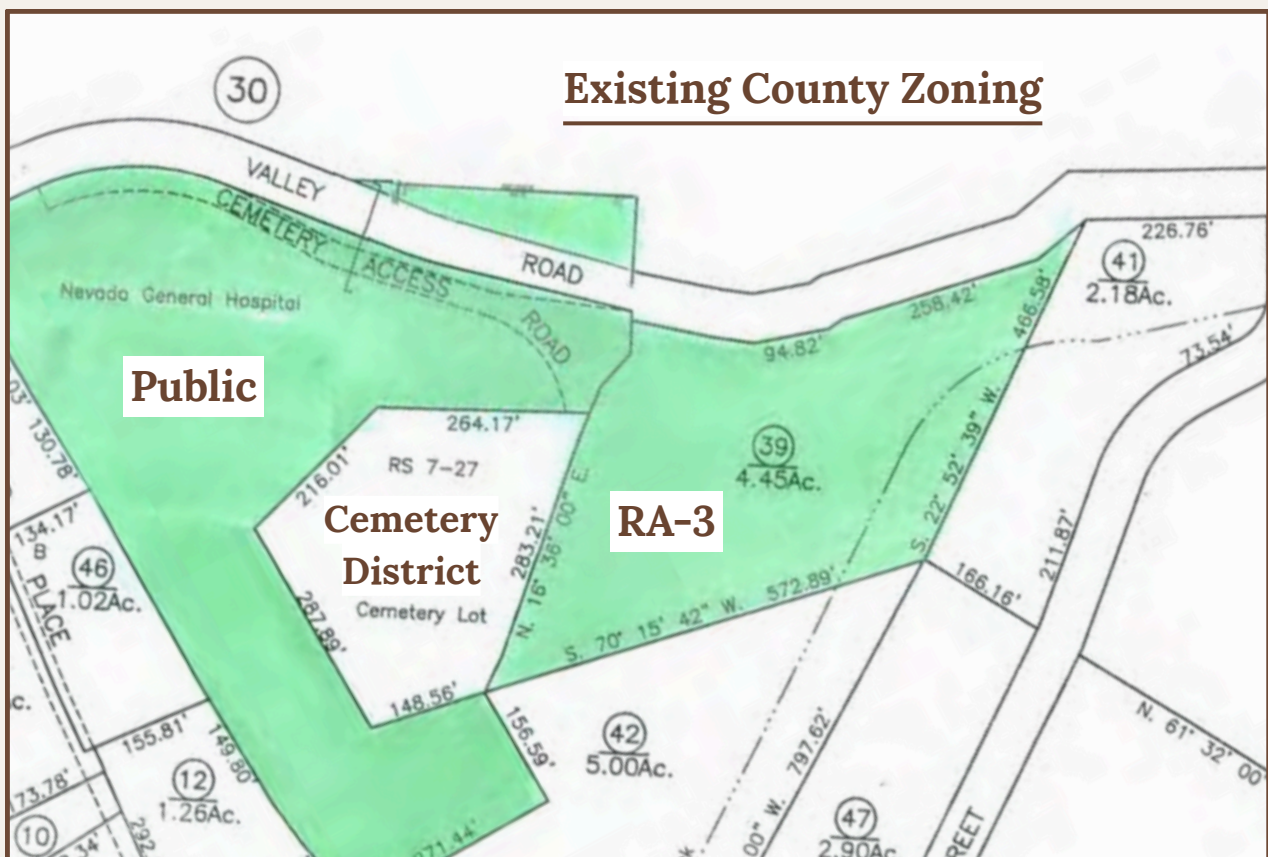 Existing County Zoning
30
VALLEY
ROAD
CEMETERY
ACCESS
ROAD
226.76'
41
2.18Ac.
Nevada General Hospital
258.42'
466.58'
94.82'
73.54'
Public
264.17'
RS 7-27
216.01'
39
4.45Ac.
130.78'
Cemetery
District
283.21'
N. 16° 36' 00" E.
RA-3
S. 22° 52' 39" W.
134.17'
B PLACE
46
1.02Ac.
Cemetery Lot
287.89'
S. 70° 15' 42" W. 572.89'
166.16'
211.87'
148.56'
155.81'
149.80'
156.59'
42
5.00Ac.
797.62'
N. 61° 32' 00"
12
1.26Ac.
10
47
2.90Ac.